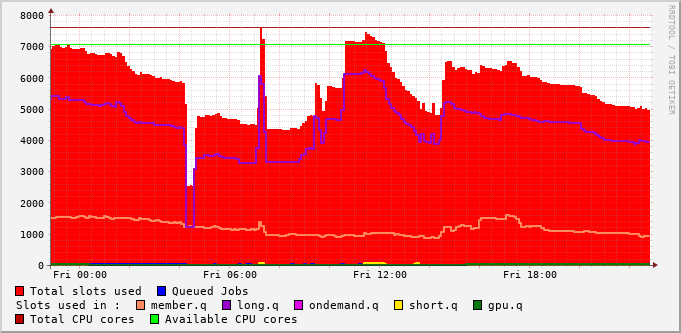 8000
7000
6000
5000
4000
3000
2000
1000
0
Fri 00:00 Fri 06:00 Fri 12:00 Fri 18:00
RRDTOOL / TOBI OETIKER
Total slots used Queued Jobs
Slots used in : member.q long.q ondemand.q short.q gpu.q
Total CPU cores Available CPU cores